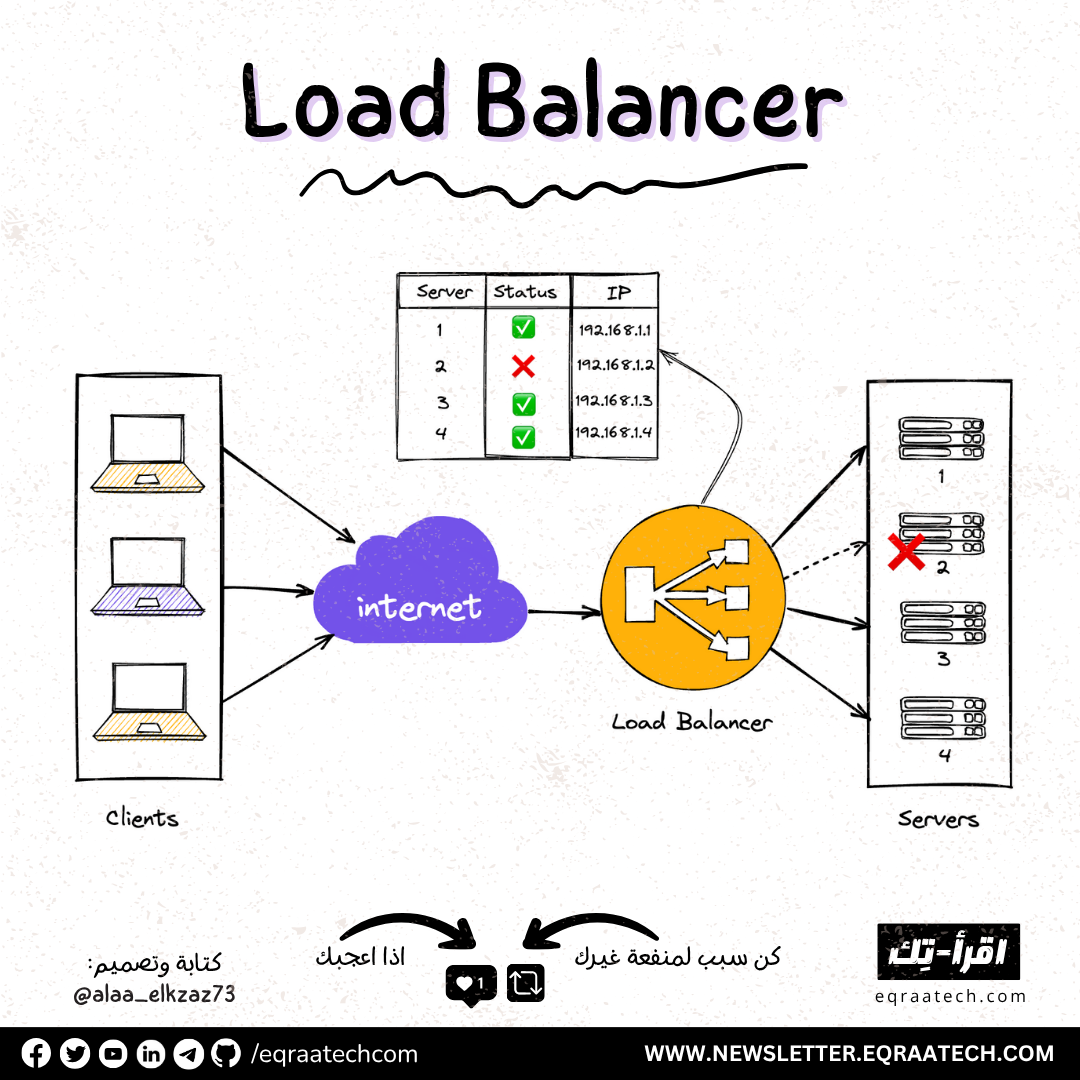 Load Balancer
Server Status IP
1 192.168.1.1
2 192.168.1.2
3 192.168.1.3
4 192.168.1.4
internet
1
2
3
4
Load Balancer
Clients
Servers
كتابة وتصميم:
@alaa_elkzaz73
اذا اعجبك
1
كن سبب لمنفعة غيرك
اقرأ-تِك
eqraatech.com
/eqraatechcom
WWW.NEWSLETTER.EQRAATECH.COM